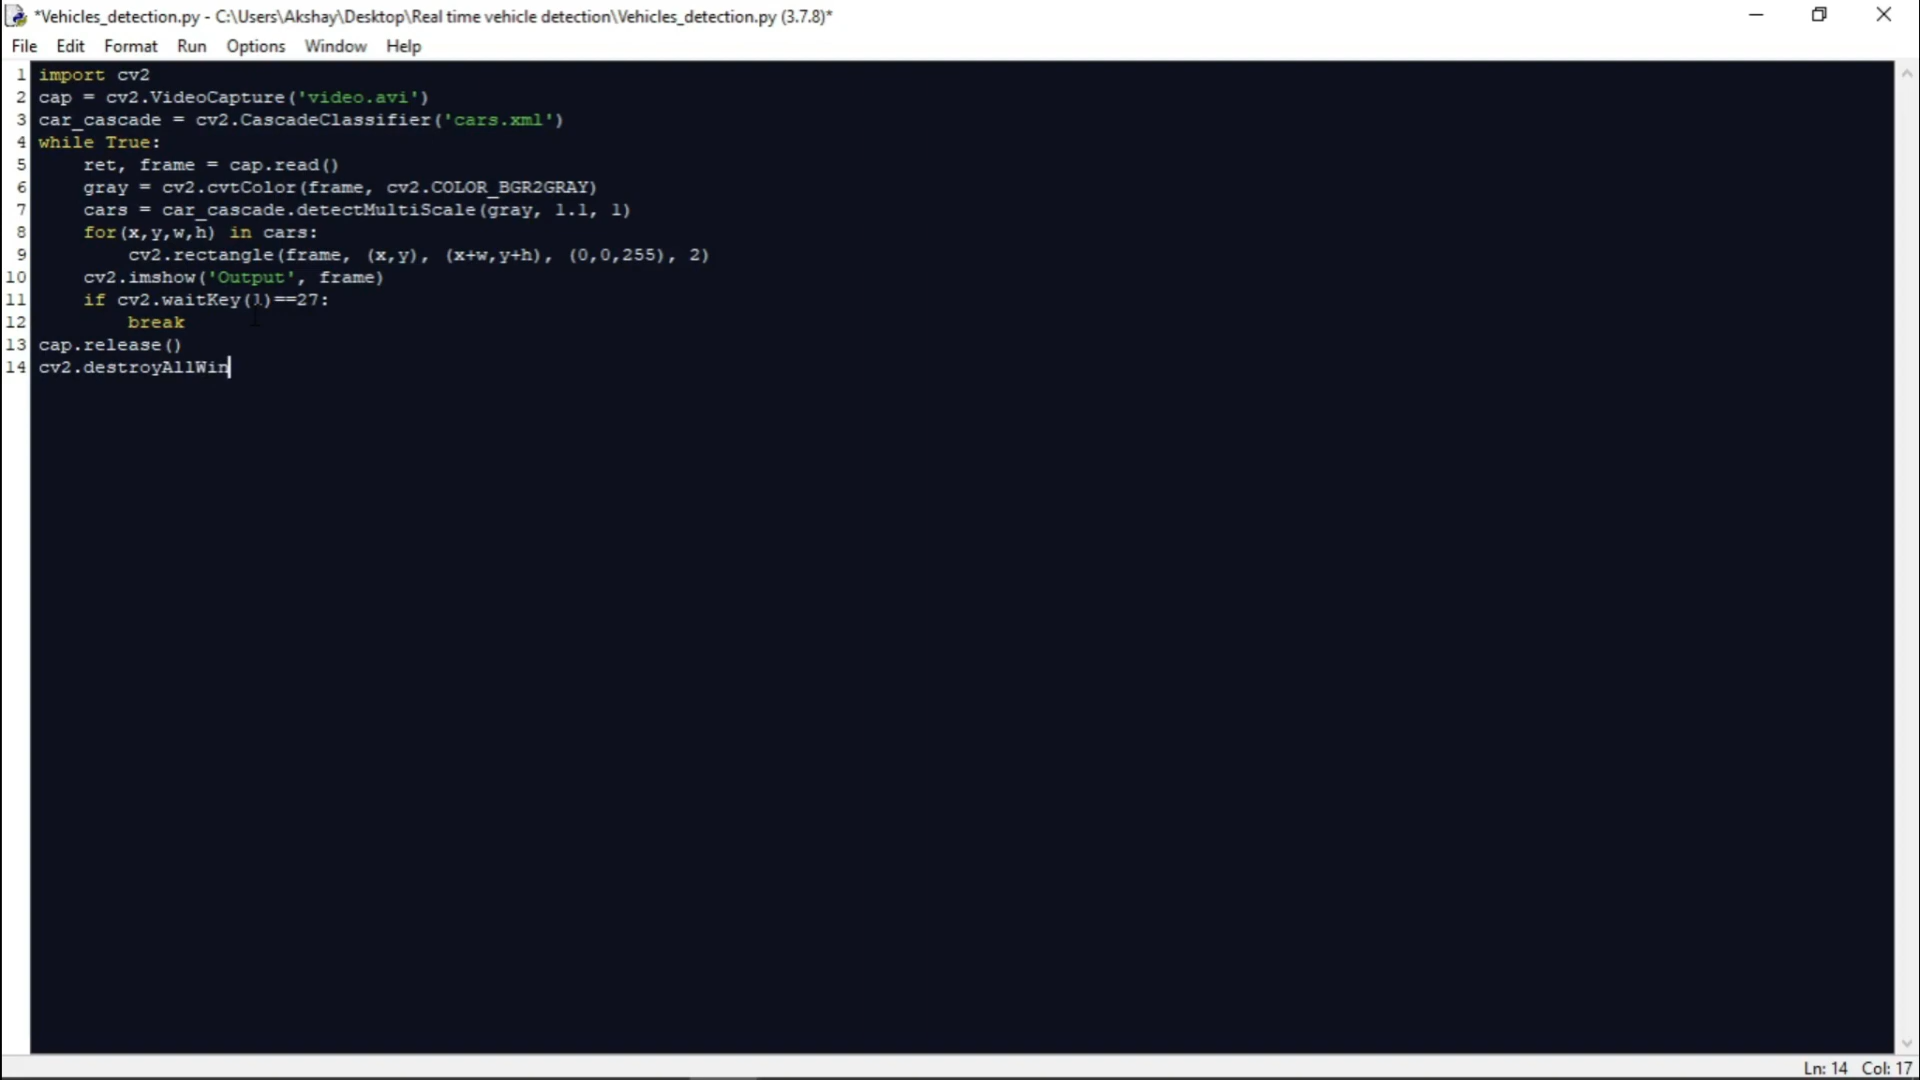 *Vehicles_detection.py - C:\Users\Akshay\Desktop\Real time vehicle detection\Vehicles_detection.py (3.7.8)*
File Edit Format Run Options Window Help
1 import cv2
2 cap = cv2.VideoCapture('video.avi')
3 car_cascade = cv2.CascadeClassifier('cars.xml')
4 while True:
5     ret, frame = cap.read()
6     gray = cv2.cvtColor(frame, cv2.COLOR_BGR2GRAY)
7     cars = car_cascade.detectMultiScale(gray, 1.1, 1)
8     for(x,y,w,h) in cars:
9         cv2.rectangle(frame, (x,y), (x+w,y+h), (0,0,255), 2)
10     cv2.imshow('Output', frame)
11     if cv2.waitKey(1)==27:
12         break
13 cap.release()
14 cv2.destroyAllWin
Ln: 14 Col: 17